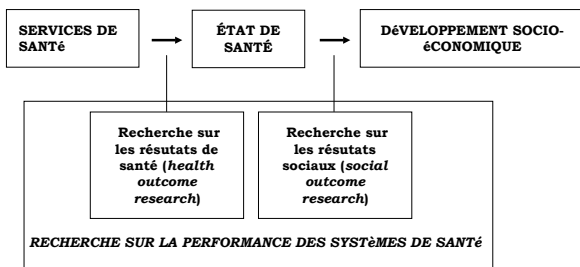 SERVICES DE
SANTé
ÉTAT DE
SANTÉ
DéVELOPPEMENT SOCIO-
éCONOMIQUE
Recherche sur
les résutats de
santé (health
outcome
research)
Recherche sur
les résutats
sociaux (social
outcome
research)
RECHERCHE SUR LA PERFORMANCE DES SYSTèMES DE SANTé